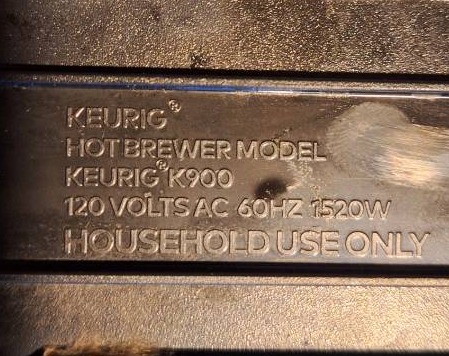 KEURIG®
HOT BREWER MODEL
KEURIG® K900
120 VOLTS AC 60HZ 1520W
HOUSEHOLD USE ONLY